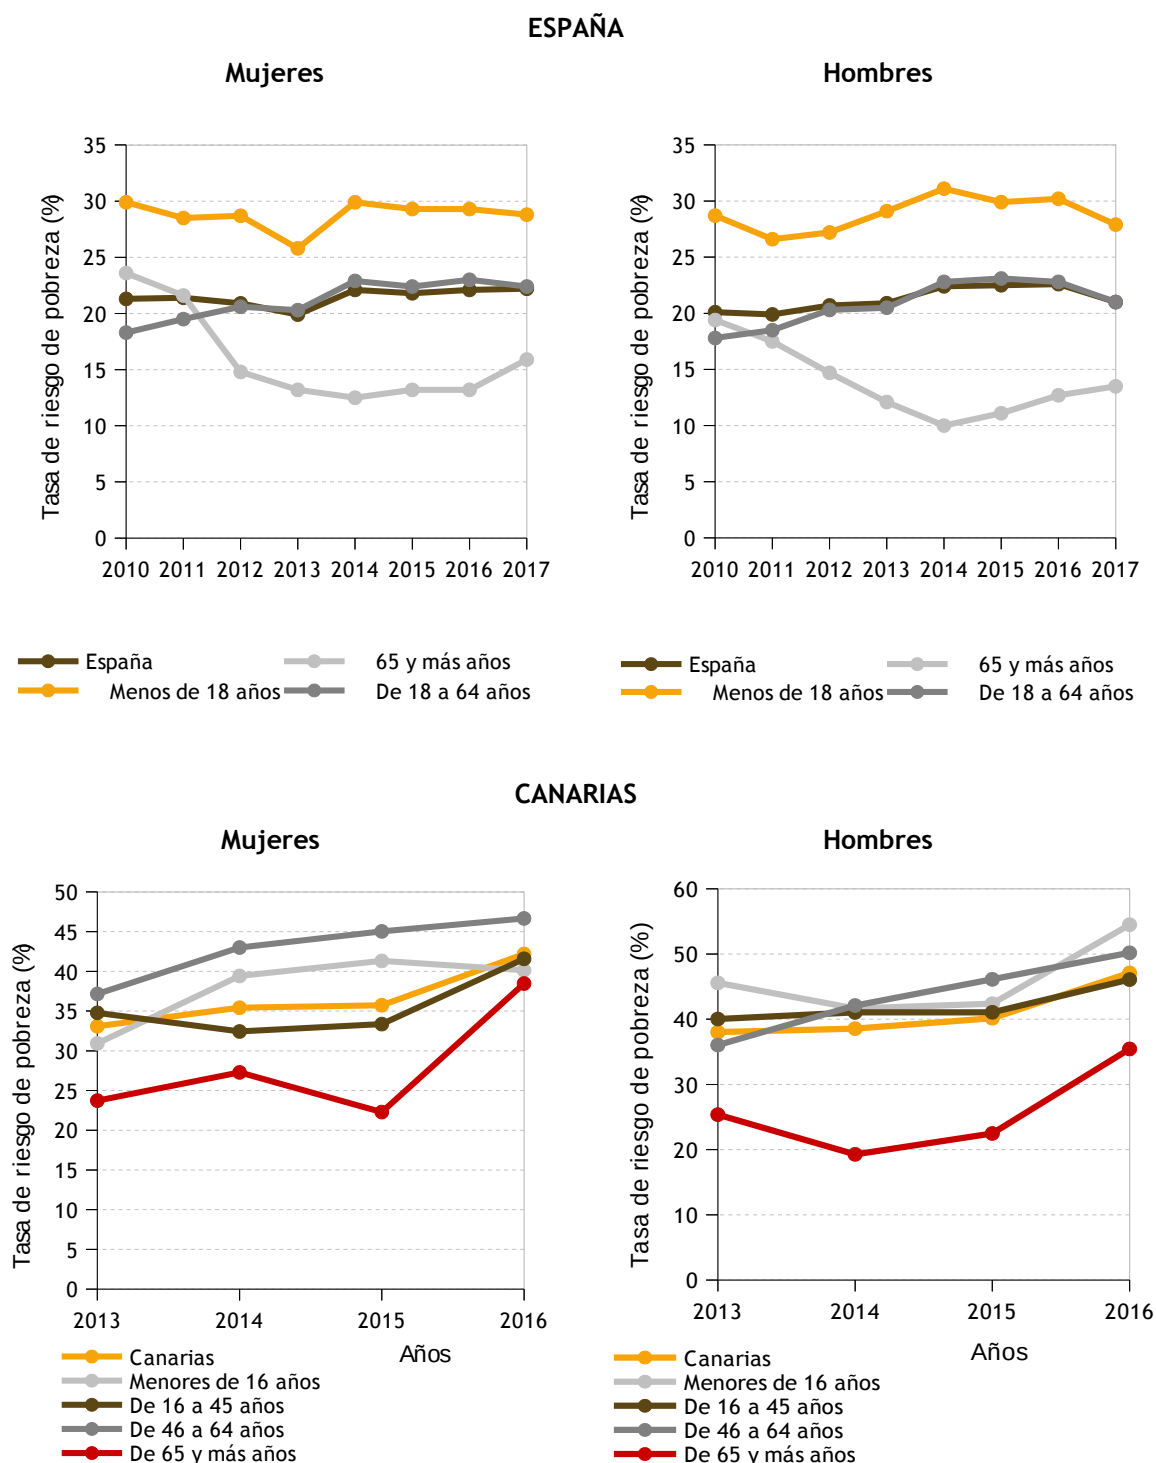 ESPAÑA
Mujeres
Hombres
Tasa de riesgo de pobreza (%)
35
30
25
20
15
10
5
0
2010 2011 2012 2013 2014 2015 2016 2017
Tasa de riesgo de pobreza (%)
35
30
25
20
15
10
5
0
2010 2011 2012 2013 2014 2015 2016 2017
España 65 y más años
Menos de 18 años De 18 a 64 años
España 65 y más años
Menos de 18 años De 18 a 64 años
CANARIAS
Mujeres
Hombres
Tasa de riesgo de pobreza (%)
50
45
40
35
30
25
20
15
10
5
0
2013 2014 2015 2016
Años
Canarias
Menores de 16 años
De 16 a 45 años
De 46 a 64 años
De 65 y más años
Tasa de riesgo de pobreza (%)
60
50
40
30
20
10
0
2013 2014 2015 2016
Años
Canarias
Menores de 16 años
De 16 a 45 años
De 46 a 64 años
De 65 y más años